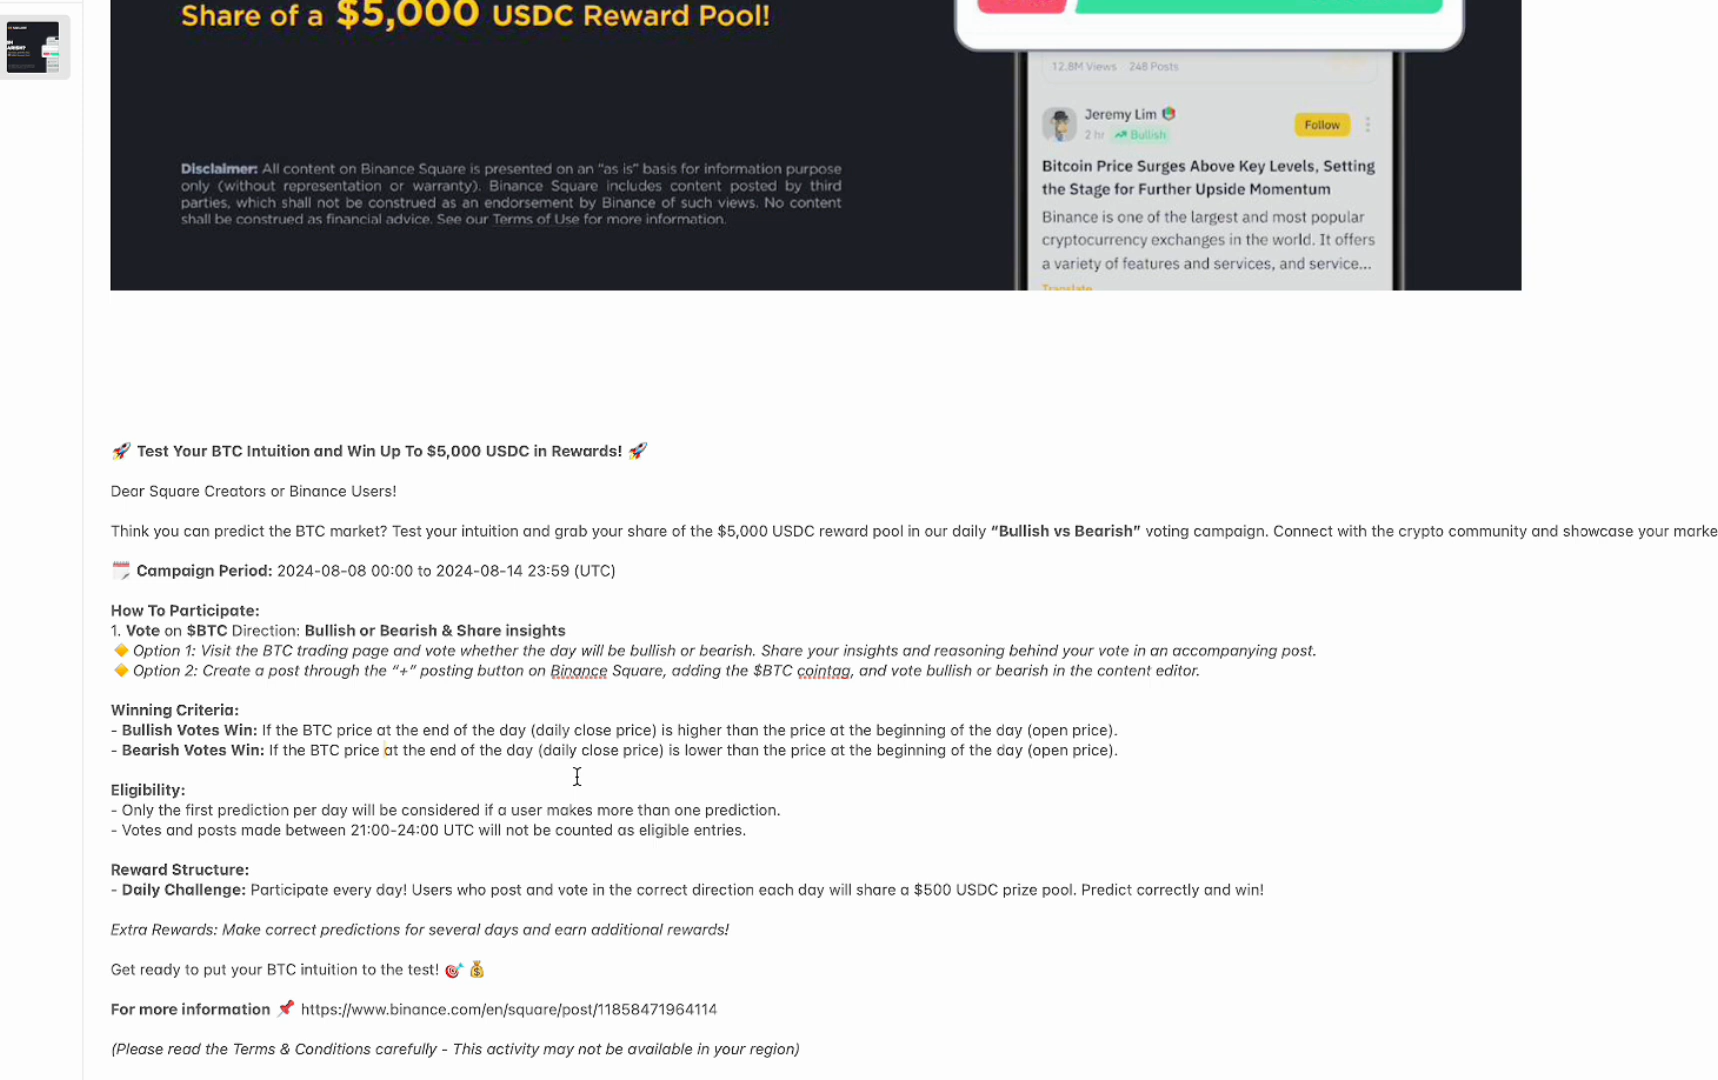 Share of a $5,000 USDC Reward Pool!
12.8M Views 248 Posts
Jeremy Lim
Follow
2 hr Bullish
Bitcoin Price Surges Above Key Levels, Setting
the Stage for Further Upside Momentum
Binance is one of the largest and most popular
cryptocurrency exchanges in the world. It offers
a variety of features and services, and service...
Translate
Disclaimer: All content on Binance Square is presented on an "as is" basis for information purpose
only (without representation or warranty). Binance Square includes content posted by third
parties, which shall not be construed as an endorsement by Binance of such views. No content
shall be construed as financial advice. See our Terms of Use for more information.
🚀 Test Your BTC Intuition and Win Up To $5,000 USDC in Rewards! 🚀
Dear Square Creators or Binance Users!
Think you can predict the BTC market? Test your intuition and grab your share of the $5,000 USDC reward pool in our daily “Bullish vs Bearish” voting campaign. Connect with the crypto community and showcase your marke
🗓️ Campaign Period: 2024-08-08 00:00 to 2024-08-14 23:59 (UTC)
How To Participate:
1. Vote on $BTC Direction: Bullish or Bearish & Share insights
🔸 Option 1: Visit the BTC trading page and vote whether the day will be bullish or bearish. Share your insights and reasoning behind your vote in an accompanying post.
🔸 Option 2: Create a post through the “+” posting button on Binance Square, adding the $BTC cointag, and vote bullish or bearish in the content editor.
Winning Criteria:
- Bullish Votes Win: If the BTC price at the end of the day (daily close price) is higher than the price at the beginning of the day (open price).
- Bearish Votes Win: If the BTC price at the end of the day (daily close price) is lower than the price at the beginning of the day (open price).
Eligibility:
- Only the first prediction per day will be considered if a user makes more than one prediction.
- Votes and posts made between 21:00-24:00 UTC will not be counted as eligible entries.
Reward Structure:
- Daily Challenge: Participate every day! Users who post and vote in the correct direction each day will share a $500 USDC prize pool. Predict correctly and win!
Extra Rewards: Make correct predictions for several days and earn additional rewards!
Get ready to put your BTC intuition to the test! 🎯 💰
For more information 📌 https://www.binance.com/en/square/post/11858471964114
(Please read the Terms & Conditions carefully - This activity may not be available in your region)